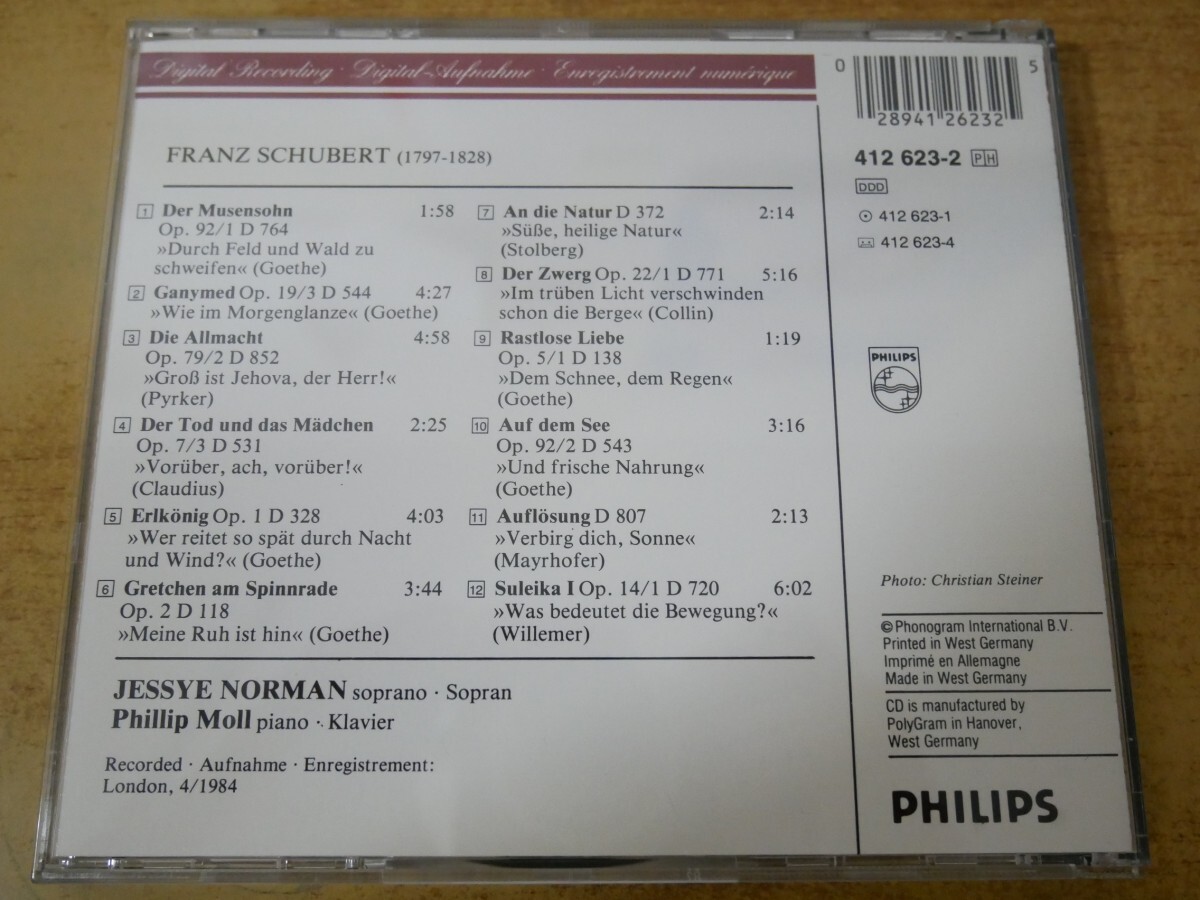 Digital Recording · Digital-Aufnahme · Enregistrement numérique
FRANZ SCHUBERT (1797-1828)
1 Der Musensohn 1:58
Op. 92/1 D 764
»Durch Feld und Wald zu
schweifen« (Goethe)
2 Ganymed Op. 19/3 D 544 4:27
»Wie im Morgenglanze« (Goethe)
3 Die Allmacht 4:58
Op. 79/2 D 852
»Groß ist Jehova, der Herr!«
(Pyrker)
4 Der Tod und das Mädchen 2:25
Op. 7/3 D 531
»Vorüber, ach, vorüber!«
(Claudius)
5 Erlkönig Op. 1 D 328 4:03
»Wer reitet so spät durch Nacht
und Wind?« (Goethe)
6 Gretchen am Spinnrade 3:44
Op. 2 D 118
»Meine Ruh ist hin« (Goethe)
7 An die Natur D 372 2:14
»Süße, heilige Natur«
(Stolberg)
8 Der Zwerg Op. 22/1 D 771 5:16
»Im trüben Licht verschwinden
schon die Berge« (Collin)
9 Rastlose Liebe 1:19
Op. 5/1 D 138
»Dem Schnee, dem Regen«
(Goethe)
10 Auf dem See 3:16
Op. 92/2 D 543
»Und frische Nahrung«
(Goethe)
11 Auflösung D 807 2:13
»Verbirg dich, Sonne«
(Mayrhofer)
12 Suleika I Op. 14/1 D 720 6:02
»Was bedeutet die Bewegung?«
(Willemer)
JESSYE NORMAN soprano · Sopran
Phillip Moll piano · Klavier
Recorded · Aufnahme · Enregistrement:
London, 4/1984
0 28941 26232 5
412 623-2 PH
DDD
412 623-1
412 623-4
PHILIPS
Photo: Christian Steiner
© Phonogram International B.V.
Printed in West Germany
Imprimé en Allemagne
Made in West Germany
CD is manufactured by
PolyGram in Hanover,
West Germany
PHILIPS